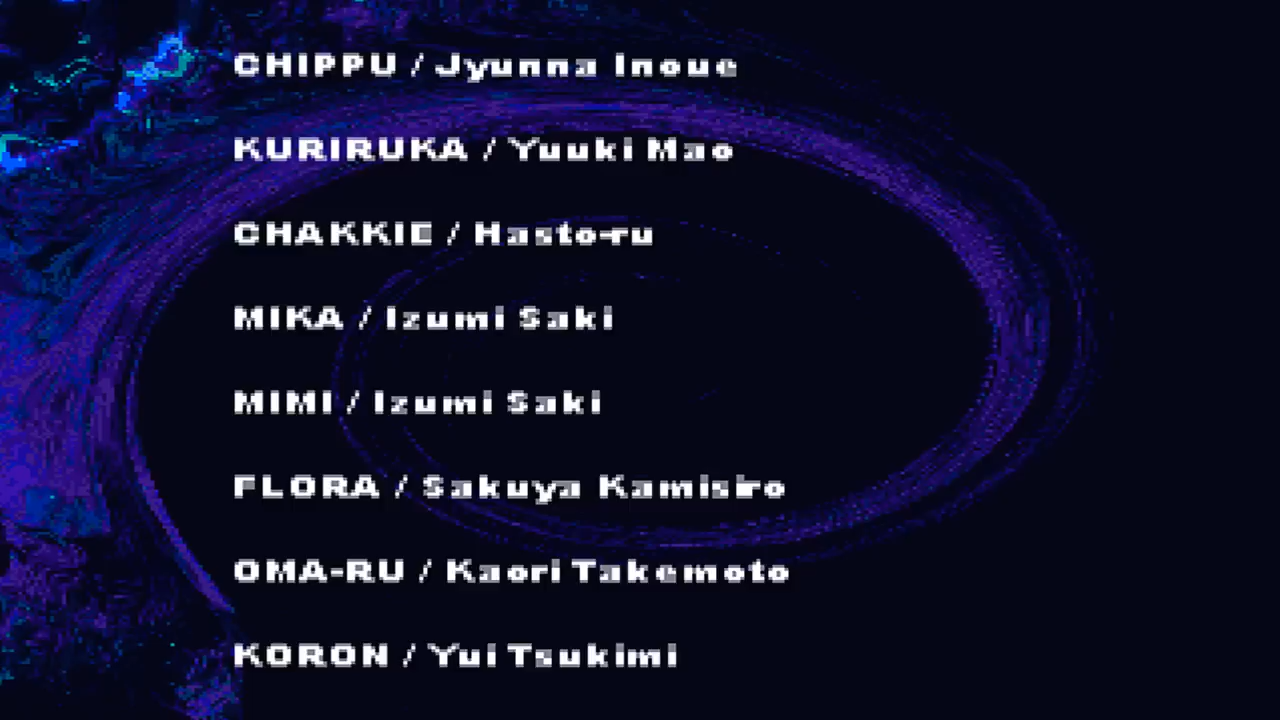 CHIPPU / Jyunna Inoue
KURIRUKA / Yuuki Mao
CHAKKIE / Hasto-ru
MIKA / Izumi Saki
MIMI / Izumi Saki
FLORA / Sakuya Kamisiro
OMA-RU / Kaori Takemoto
KORON / Yui Tsukimi